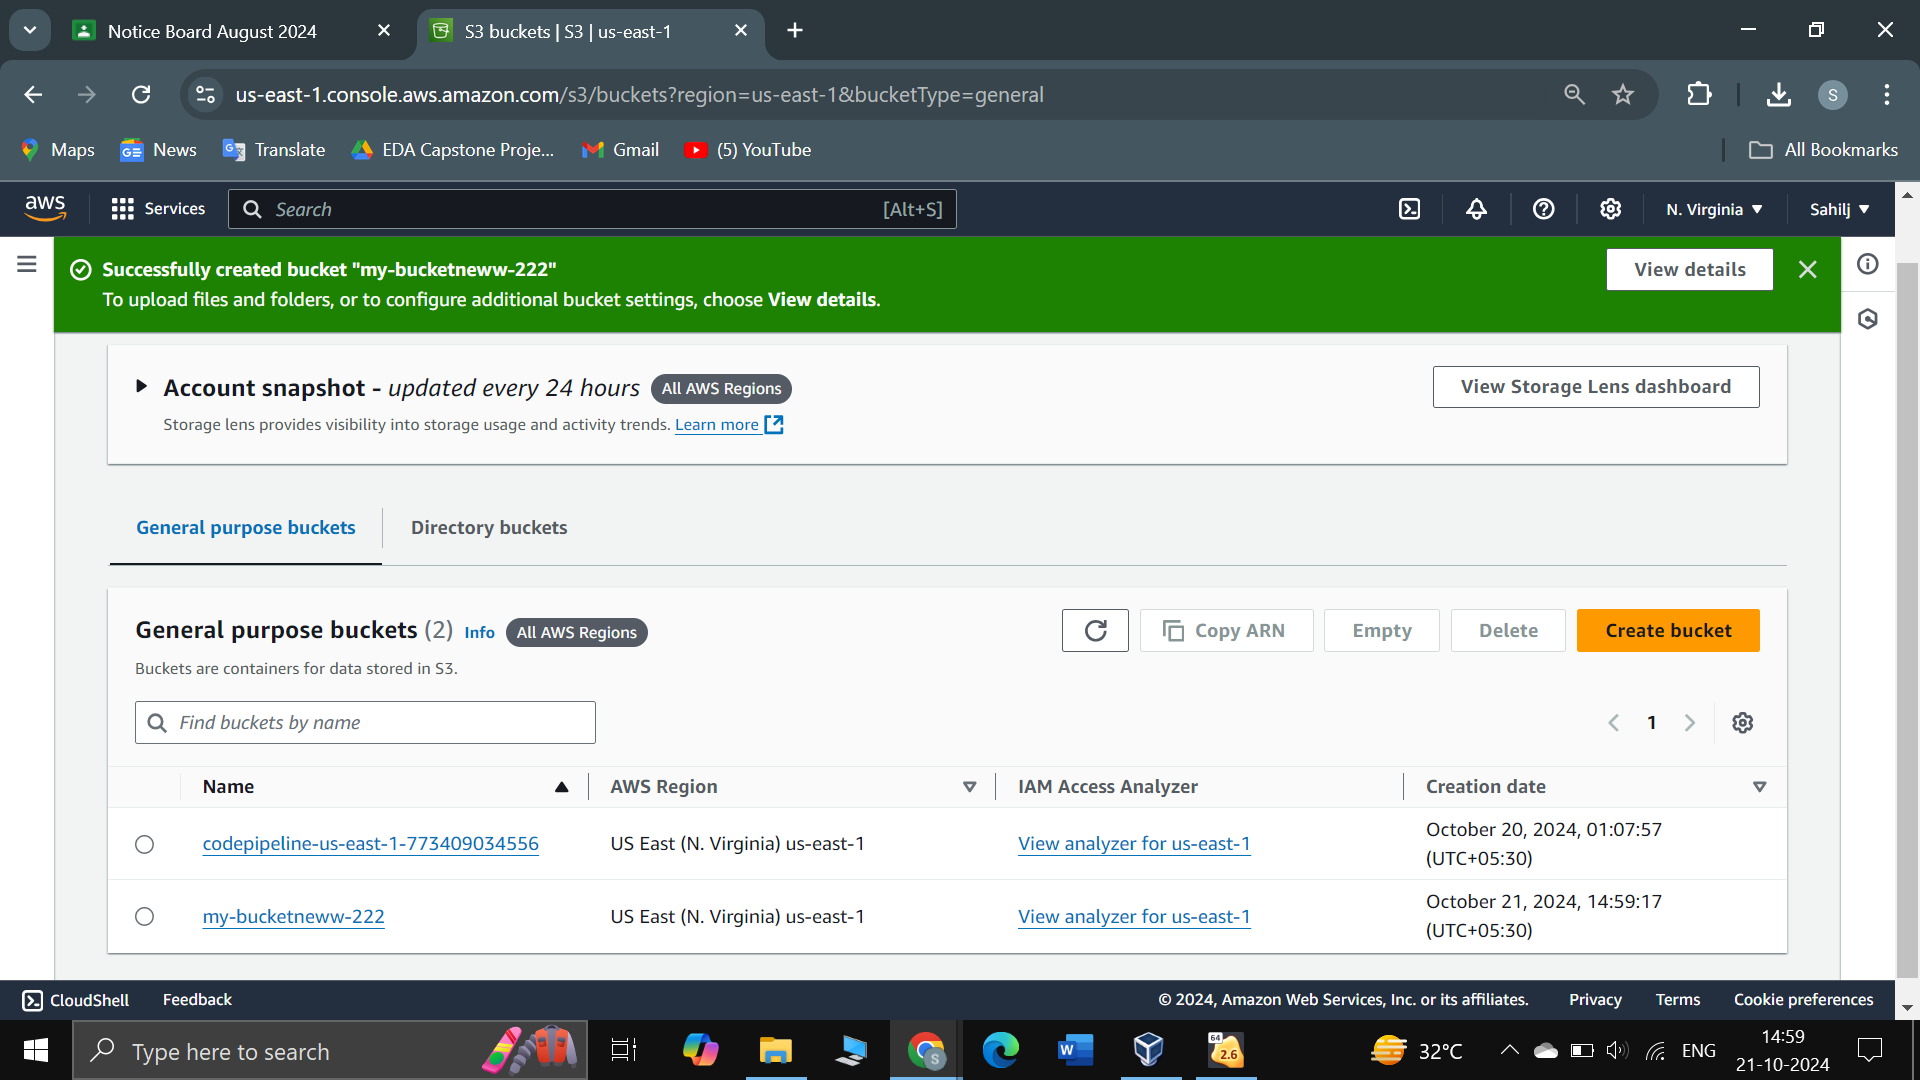 Notice Board August 2024
S3 buckets | S3 | us-east-1
us-east-1.console.aws.amazon.com/s3/buckets?region=us-east-1&bucketType=general
S
Maps
News
Translate
EDA Capstone Proje...
Gmail
(5) YouTube
All Bookmarks
aws
Services
Search
[Alt+S]
N. Virginia
Sahilj
Successfully created bucket "my-bucketneww-222"
To upload files and folders, or to configure additional bucket settings, choose View details.
View details
Account snapshot - updated every 24 hours
All AWS Regions
View Storage Lens dashboard
Storage lens provides visibility into storage usage and activity trends. Learn more
General purpose buckets
Directory buckets
General purpose buckets (2) Info
All AWS Regions
Copy ARN
Empty
Delete
Create bucket
Buckets are containers for data stored in S3.
Find buckets by name
1
Name
AWS Region
IAM Access Analyzer
Creation date
codepipeline-us-east-1-773409034556
US East (N. Virginia) us-east-1
View analyzer for us-east-1
October 20, 2024, 01:07:57
(UTC+05:30)
my-bucketneww-222
US East (N. Virginia) us-east-1
View analyzer for us-east-1
October 21, 2024, 14:59:17
(UTC+05:30)
CloudShell
Feedback
© 2024, Amazon Web Services, Inc. or its affiliates.
Privacy
Terms
Cookie preferences
Type here to search
S
W
64
2.6
32°C
ENG
14:59
21-10-2024